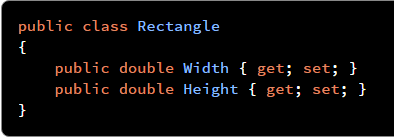 public class Rectangle
{
    public double Width { get; set; }
    public double Height { get; set; }
}